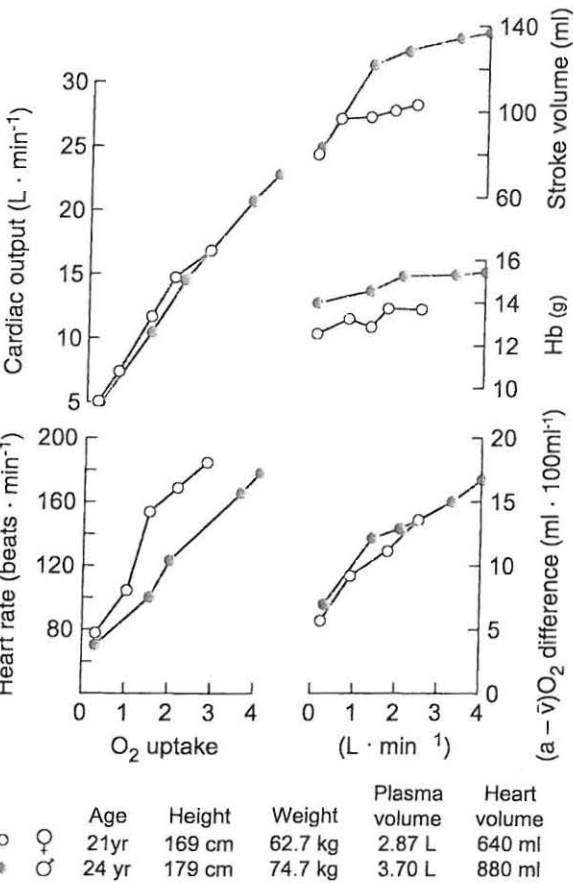 Cardiac output (L · min-1)
30
25
20
15
10
5
140
100
60
Stroke volume (ml)
16
14
12
10
Hb (g)
Heart rate (beats · min-1)
200
160
120
80
20
15
10
5
0
(a – v̄)O2 difference (ml · 100ml-1)
0 1 2 3 4
O2 uptake
0 1 2 3 4
(L · min 1)
Age Height Weight Plasma volume Heart volume
♀ 21yr 169 cm 62.7 kg 2.87 L 640 ml
♂ 24 yr 179 cm 74.7 kg 3.70 L 880 ml